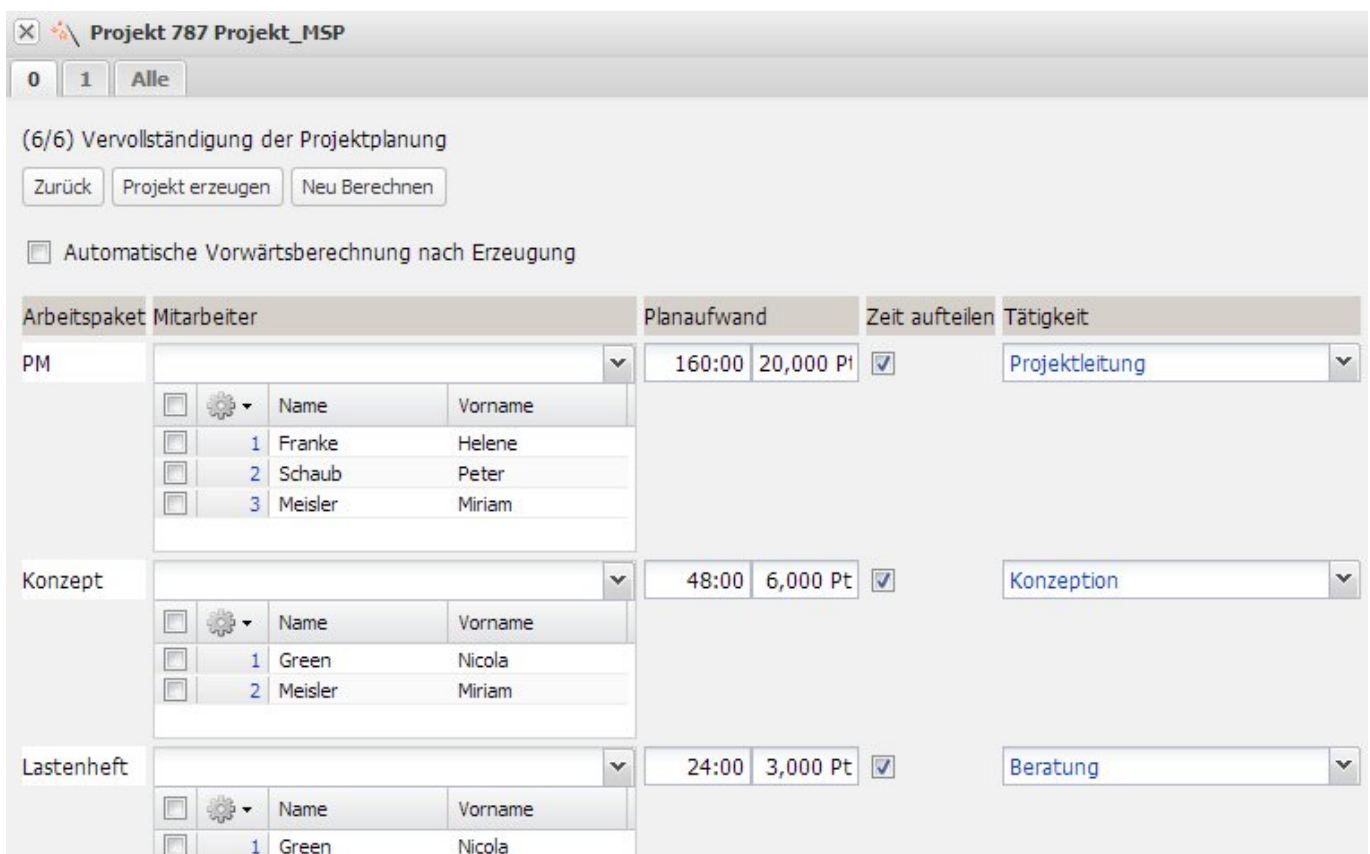 Projekt 787 Projekt_MSP
0 1 Alle
(6/6) Vervollständigung der Projektplanung
Zurück Projekt erzeugen Neu Berechnen
Automatische Vorwärtsberechnung nach Erzeugung
Arbeitspaket Mitarbeiter Planaufwand Zeit aufteilen Tätigkeit
PM 160:00 20,000 Pt Projektleitung
Name Vorname
1 Franke Helene
2 Schaub Peter
3 Meisler Miriam
Konzept 48:00 6,000 Pt Konzeption
Name Vorname
1 Green Nicola
2 Meisler Miriam
Lastenheft 24:00 3,000 Pt Beratung
Name Vorname
1 Green Nicola